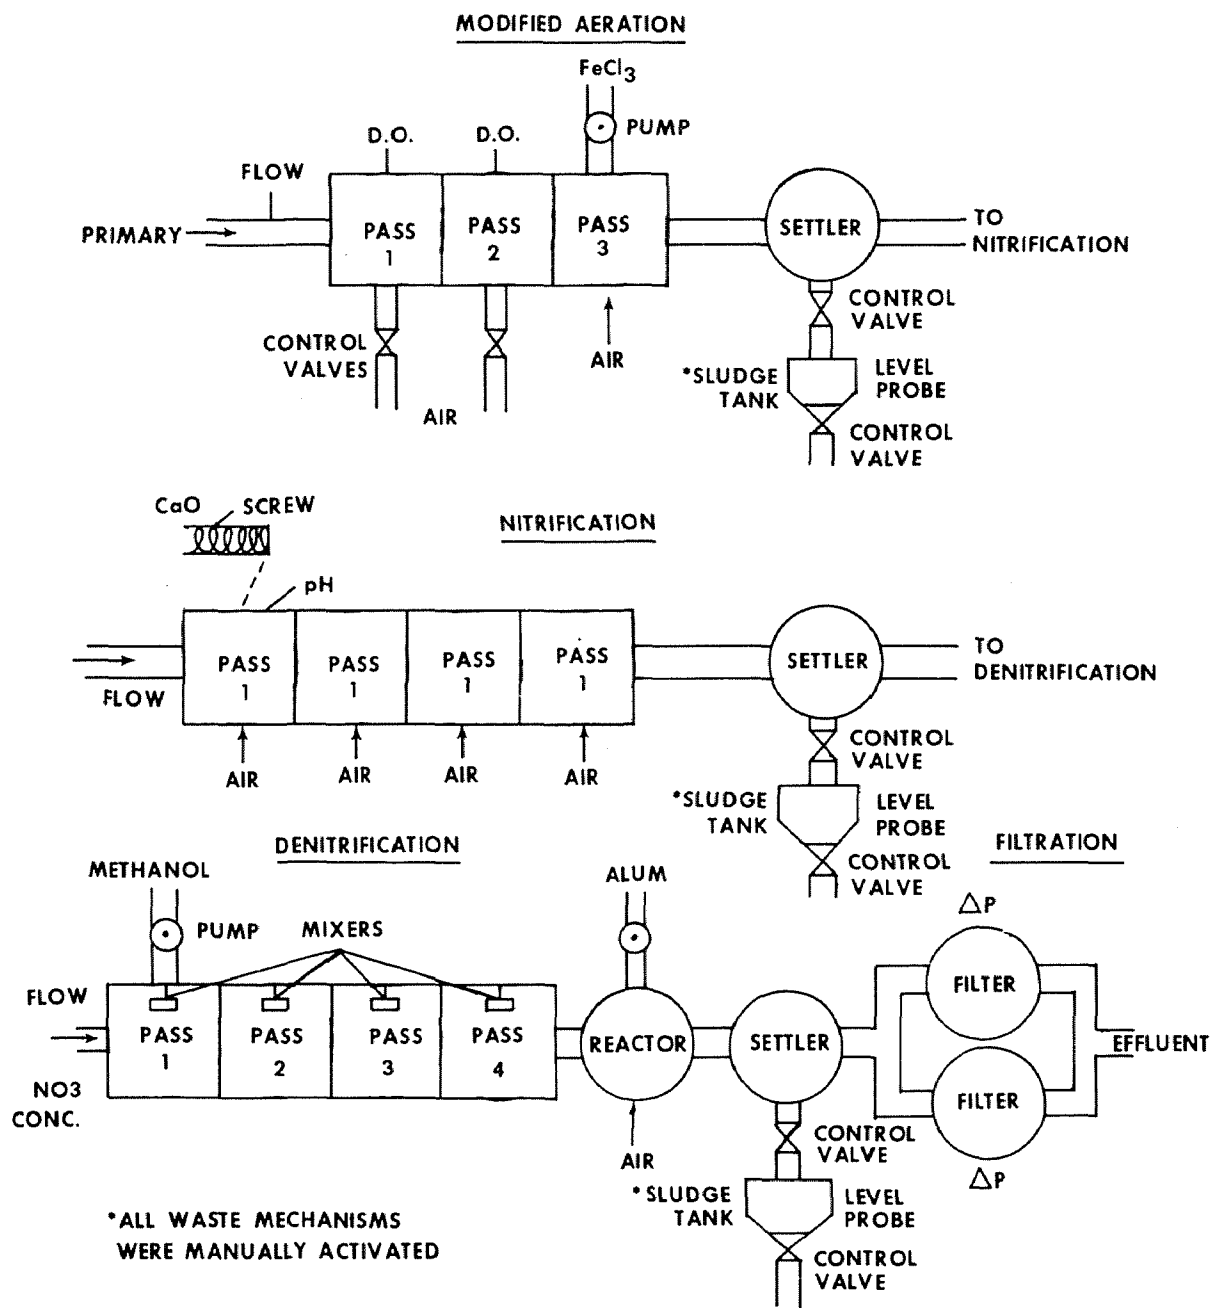 MODIFIED AERATION
FeCl3
PUMP
D.O.
D.O.
FLOW
PRIMARY
PASS
1
PASS
2
PASS
3
SETTLER
TO
NITRIFICATION
CONTROL
VALVES
AIR
AIR
CONTROL
VALVE
*SLUDGE
TANK
LEVEL
PROBE
CONTROL
VALVE
CaO
SCREW
NITRIFICATION
pH
FLOW
PASS
1
PASS
1
PASS
1
PASS
1
AIR
AIR
AIR
AIR
SETTLER
TO
DENITRIFICATION
CONTROL
VALVE
*SLUDGE
TANK
LEVEL
PROBE
CONTROL
VALVE
DENITRIFICATION
FILTRATION
METHANOL
PUMP
MIXERS
ALUM
FLOW
NO3
CONC.
PASS
1
PASS
2
PASS
3
PASS
4
REACTOR
AIR
SETTLER
△P
FILTER
FILTER
△P
EFFLUENT
CONTROL
VALVE
*SLUDGE
TANK
LEVEL
PROBE
CONTROL
VALVE
*ALL WASTE MECHANISMS
WERE MANUALLY ACTIVATED